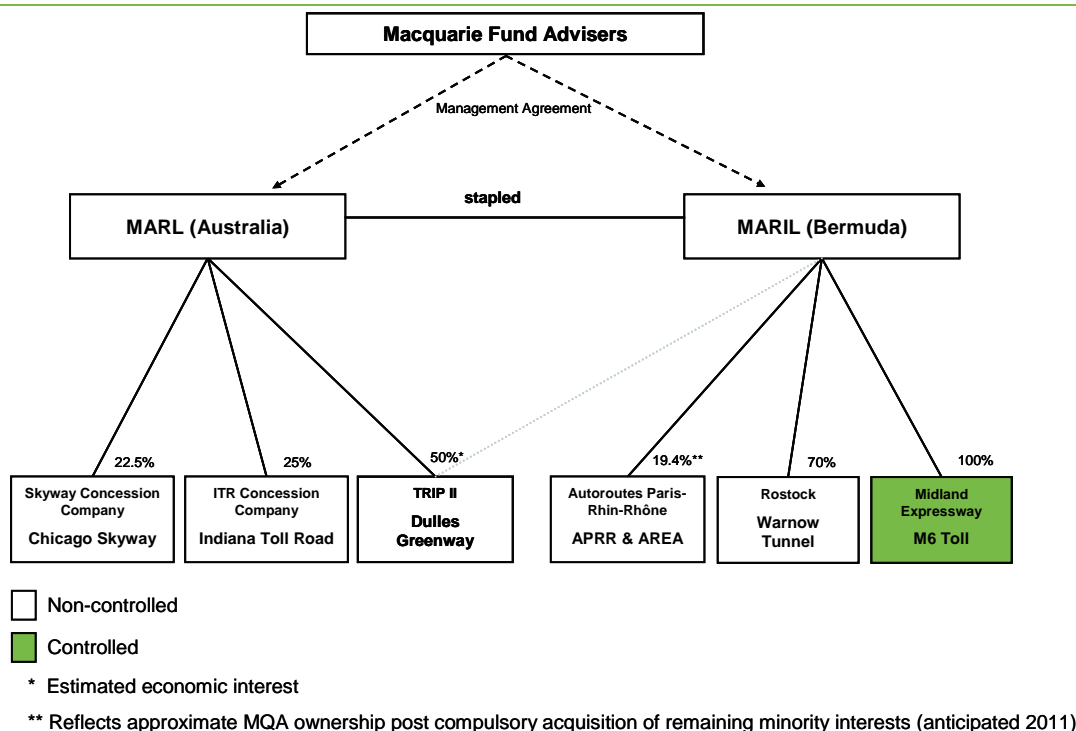 Macquarie Fund Advisers
Management Agreement
stapled
MARL (Australia)
MARIL (Bermuda)
22.5%
25%
50%*
19.4%**
70%
100%
Skyway Concession
Company
Chicago Skyway
ITR Concession
Company
Indiana Toll Road
TRIP II
Dulles
Greenway
Autoroutes Paris-
Rhin-Rhône
APRR & AREA
Rostock
Warnow
Tunnel
Midland
Expressway
M6 Toll
Non-controlled
Controlled
* Estimated economic interest
** Reflects approximate MQA ownership post compulsory acquisition of remaining minority interests (anticipated 2011)